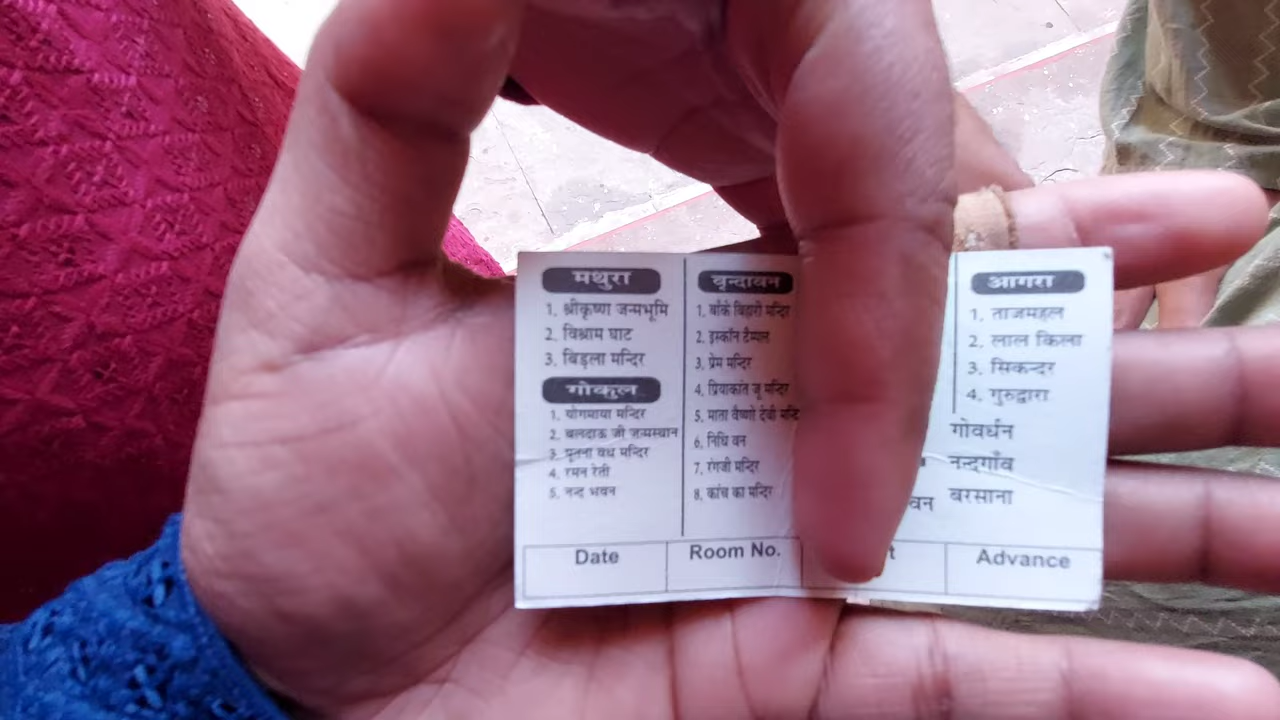 मथुरा
1. श्रीकृष्ण जन्मभूमि
2. विश्राम घाट
3. बिड़ला मन्दिर
गोकुल
1. योगमाया मन्दिर
2. बलदाऊ जी जन्मस्थान
3. पूतना वध मन्दिर
4. रमन रेती
5. नन्द भवन
वृन्दावन
1. बाँके बिहारी मन्दिर
2. इस्कॉन टैम्पल
3. प्रेम मन्दिर
4. प्रियाकांत जू मन्दिर
5. माता वैष्णो देवी
6. निधि वन
7. रंगजी मन्दिर
8. कांच का मन्दिर
आगरा
1. ताजमहल
2. लाल किला
3. सिकन्दर
4. गुरुद्वारा
गोवर्धन
नन्दगाँव
बरसाना
Date
Room No.
Advance